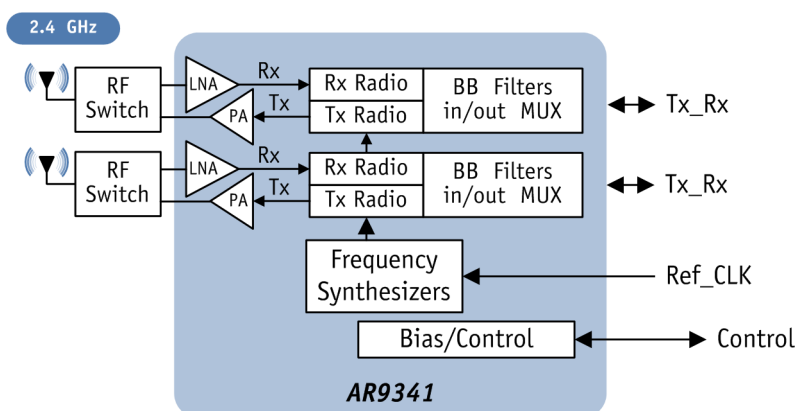 2.4 GHz
RF
Switch
LNA
Rx
PA
Tx
Rx Radio
Tx Radio
BB Filters
in/out MUX
Tx_Rx
RF
Switch
LNA
Rx
PA
Tx
Rx Radio
Tx Radio
BB Filters
in/out MUX
Tx_Rx
Frequency
Synthesizers
Ref_CLK
Bias/Control
Control
AR9341